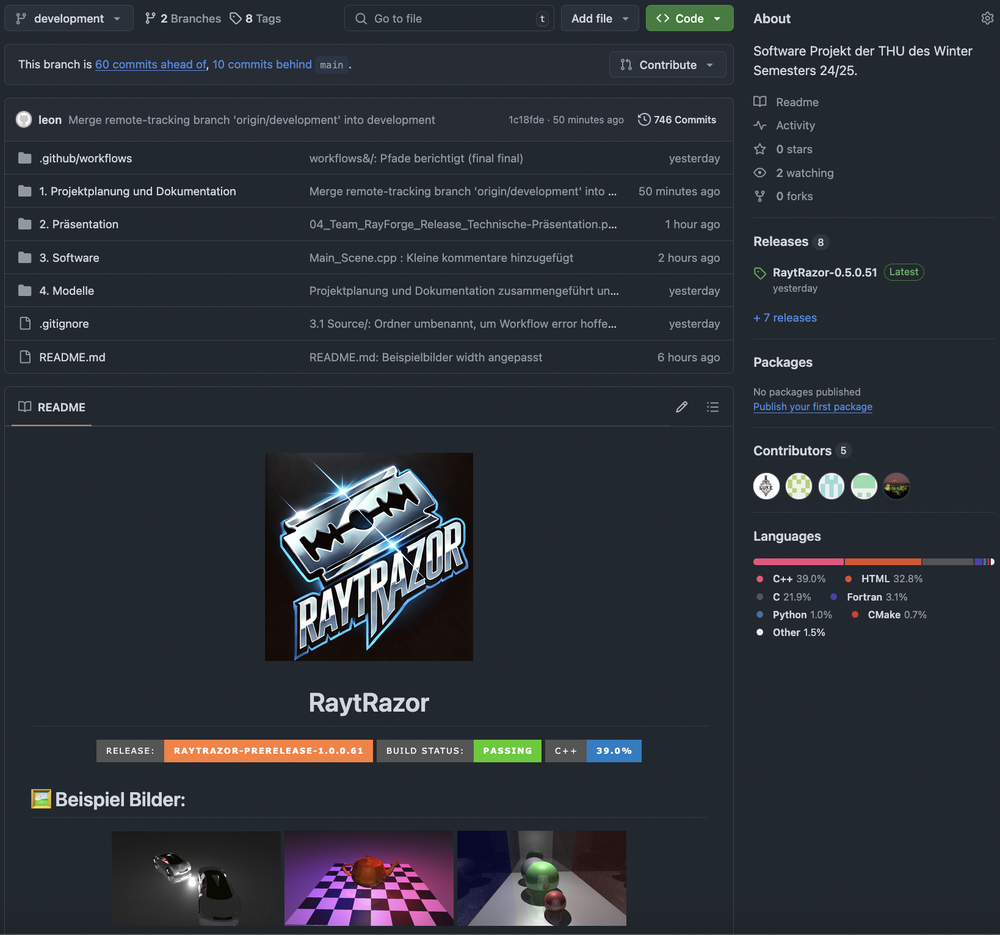 development
2 Branches
8 Tags
Go to file
t
Add file
Code
This branch is 60 commits ahead of, 10 commits behind main .
Contribute
leon Merge remote-tracking branch 'origin/development' into development
1c18fde · 50 minutes ago
746 Commits
.github/workflows workflows&/: Pfade berichtigt (final final) yesterday
1. Projektplanung und Dokumentation Merge remote-tracking branch 'origin/development' into ... 50 minutes ago
2. Präsentation 04_Team_RayForge_Release_Technische-Präsentation.p... 1 hour ago
3. Software Main_Scene.cpp : Kleine kommentare hinzugefügt 2 hours ago
4. Modelle Projektplanung und Dokumentation zusammengeführt un... yesterday
.gitignore 3.1 Source/: Ordner umbenannt, um Workflow error hoffe... yesterday
README.md README.md: Beispielbilder width angepasst 6 hours ago
README
RAYTRAZOR
RaytRazor
RELEASE: RAYTRAZOR-PRERELEASE-1.0.0.61
BUILD STATUS: PASSING
C++ 39.0%
Beispiel Bilder:
About
Software Projekt der THU des Winter
Semesters 24/25.
Readme
Activity
0 stars
2 watching
0 forks
Releases 8
RaytRazor-0.5.0.51 Latest
yesterday
+ 7 releases
Packages
No packages published
Publish your first package
Contributors 5
LUKE
Languages
C++ 39.0% HTML 32.8%
C 21.9% Fortran 3.1%
Python 1.0% CMake 0.7%
Other 1.5%